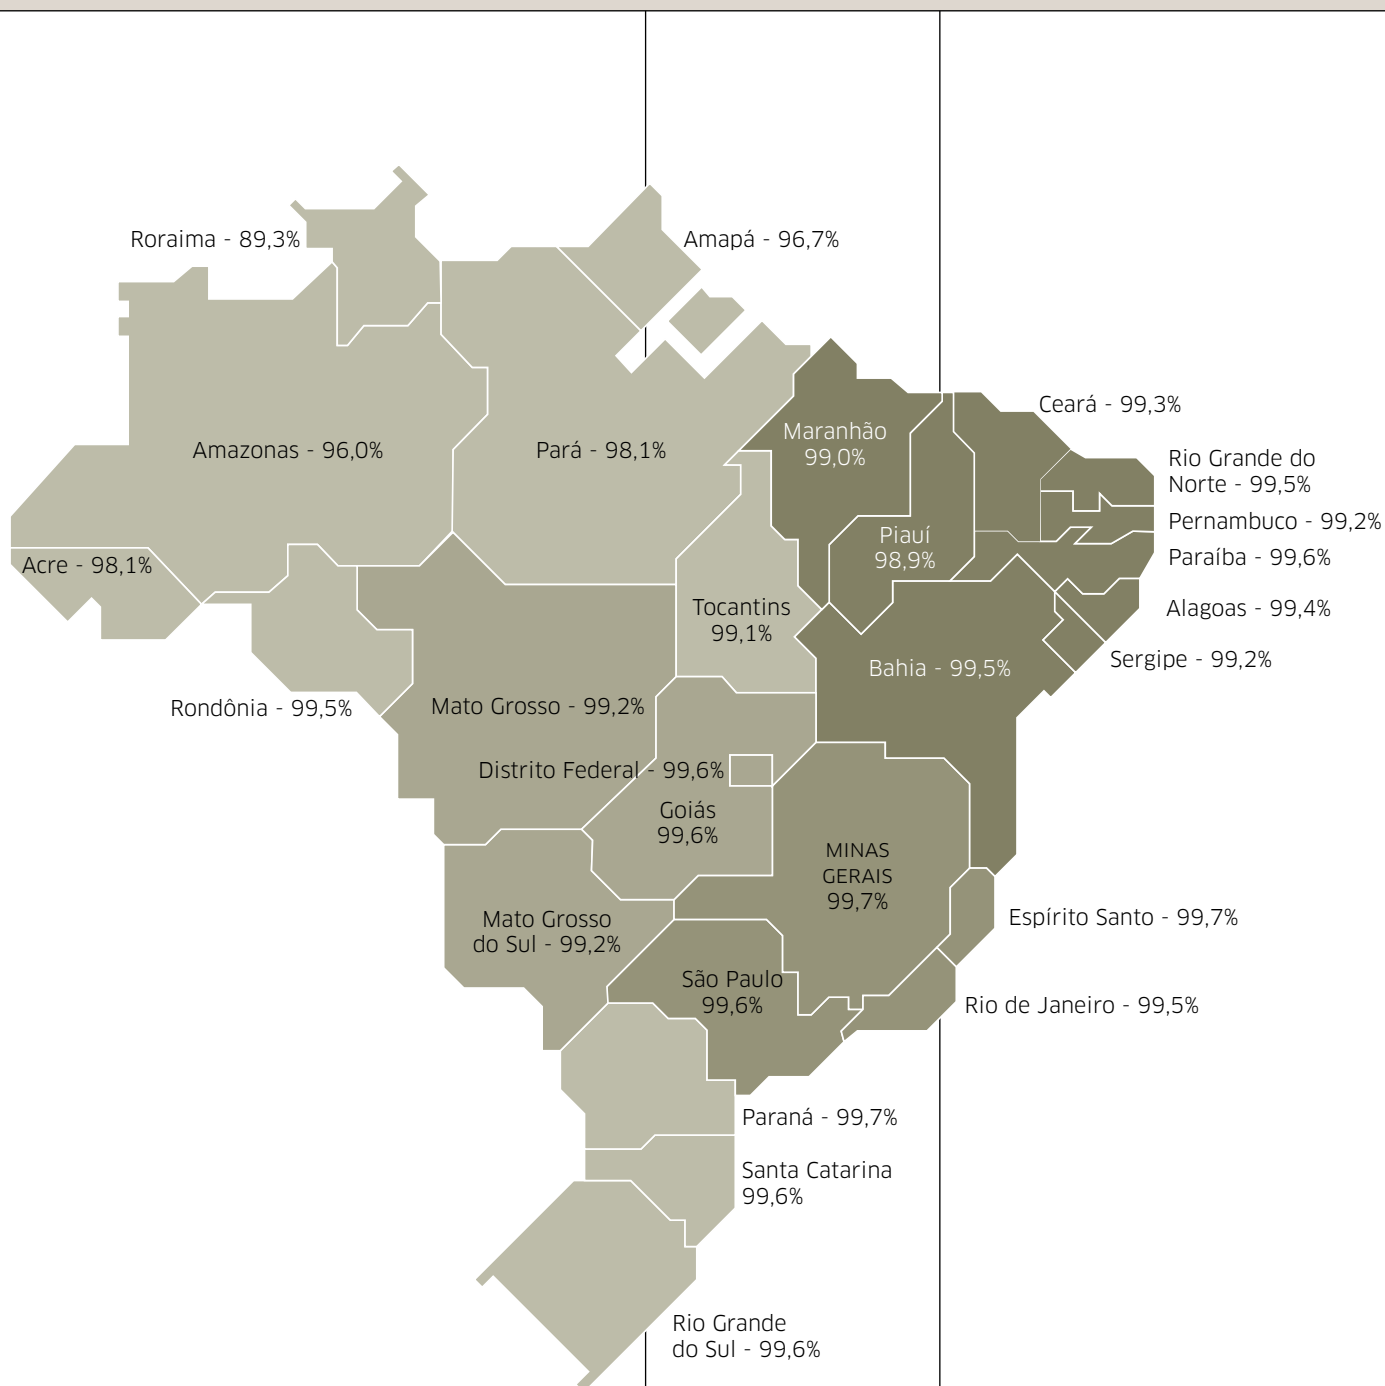 Roraima - 89,3%
Amapá - 96,7%
Ceará - 99,3%
Maranhão
99,0%
Amazonas - 96,0%
Pará - 98,1%
Rio Grande do
Norte - 99,5%
Pernambuco - 99,2%
Piauí
98,9%
Paraíba - 99,6%
Acre - 98,1%
Tocantins
99,1%
Alagoas - 99,4%
Sergipe - 99,2%
Bahia - 99,5%
Rondônia - 99,5%
Mato Grosso - 99,2%
Distrito Federal - 99,6%
Goiás
99,6%
MINAS
GERAIS
99,7%
Mato Grosso
do Sul - 99,2%
Espírito Santo - 99,7%
São Paulo
99,6%
Rio de Janeiro - 99,5%
Paraná - 99,7%
Santa Catarina
99,6%
Rio Grande
do Sul - 99,6%